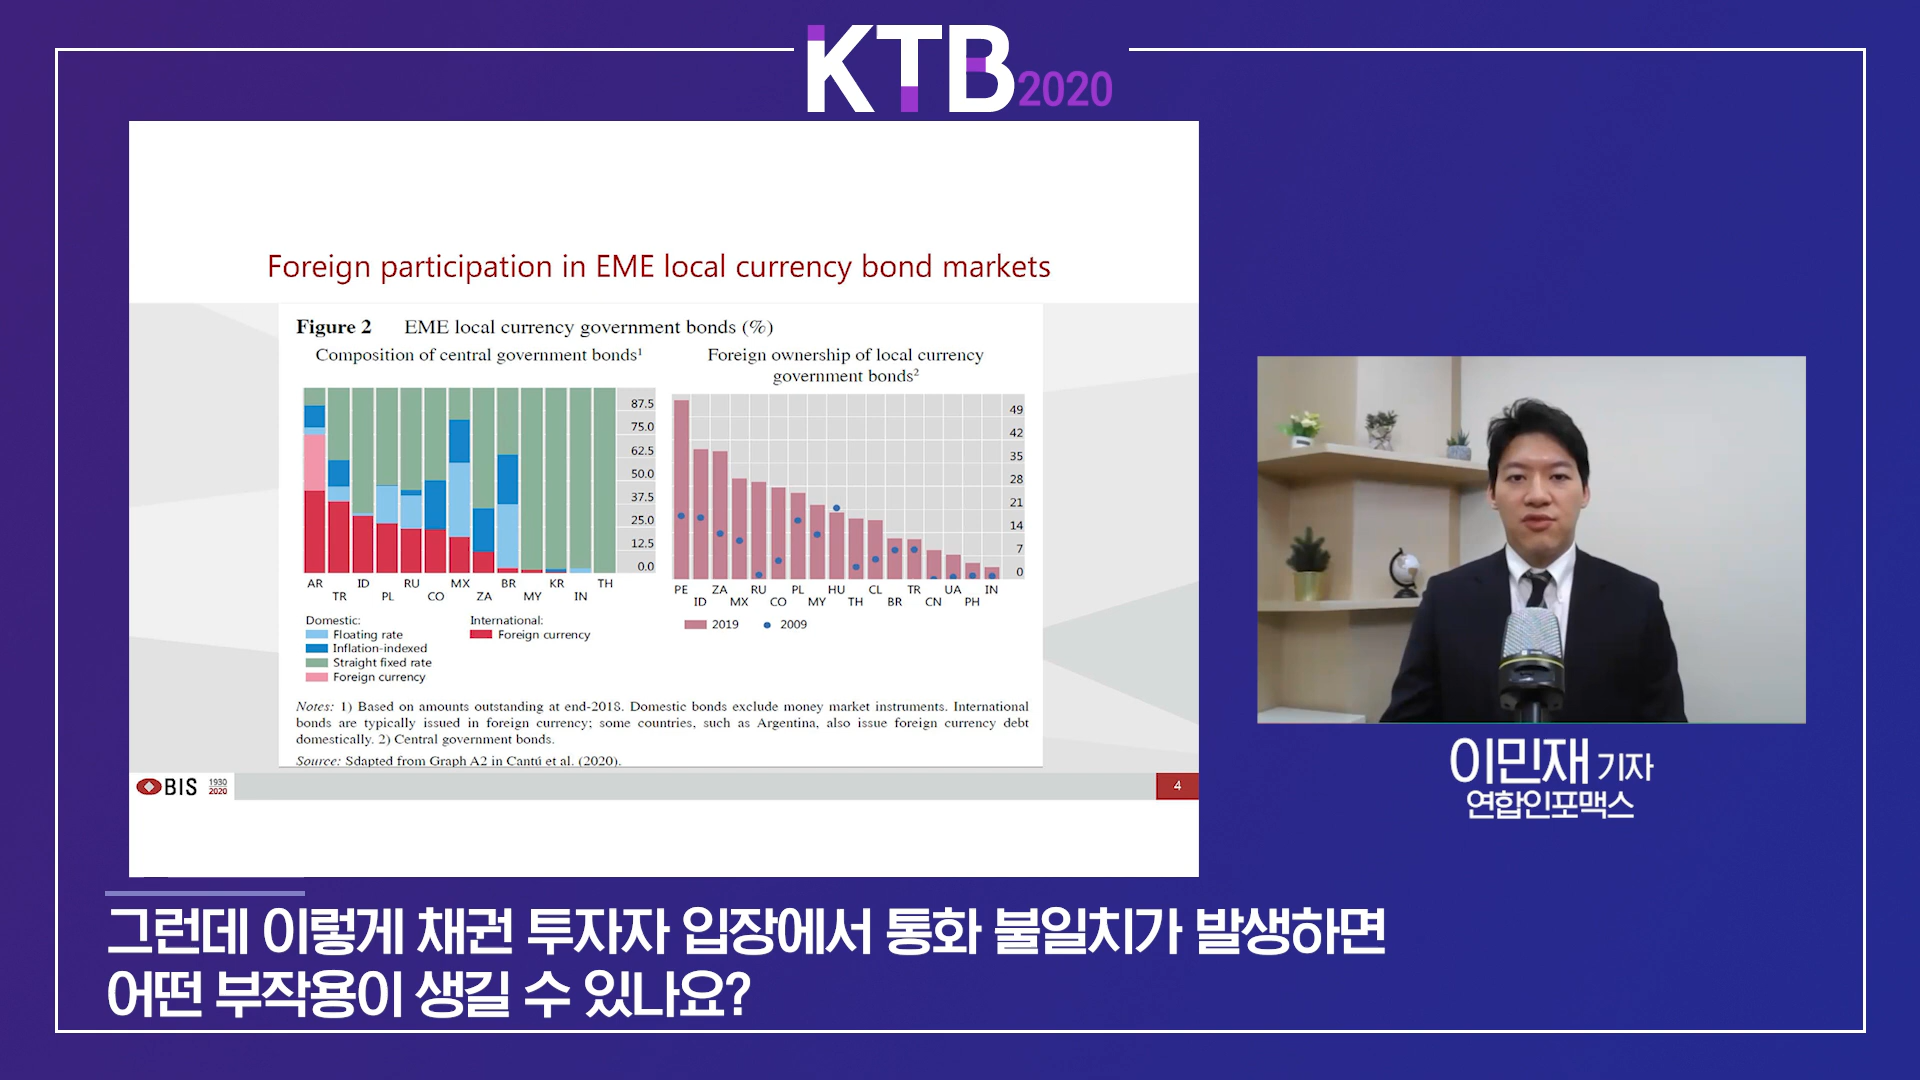 KTB2020
Foreign participation in EME local currency bond markets
Figure 2 EME local currency government bonds (%)
Composition of central government bonds¹
87.5
75.0
62.5
50.0
37.5
25.0
12.5
0.0
AR ID RU MX BR KR TH
TR PL CO ZA MY IN
Domestic:
Floating rate
Inflation-indexed
Straight fixed rate
Foreign currency
International:
Foreign currency
Foreign ownership of local currency
government bonds²
49
42
35
28
21
14
7
0
PE ZA RU PL HU CL TR UA IN
ID MX CO MY TH BR CN PH
2019 2009
Notes: 1) Based on amounts outstanding at end-2018. Domestic bonds exclude money market instruments. International
bonds are typically issued in foreign currency; some countries, such as Argentina, also issue foreign currency debt
domestically. 2) Central government bonds.
Source: Sdapted from Graph A2 in Cantú et al. (2020).
BIS 1930
2020
4
이민재 기자
연합인포맥스
그런데 이렇게 채권 투자자 입장에서 통화 불일치가 발생하면
어떤 부작용이 생길 수 있나요?